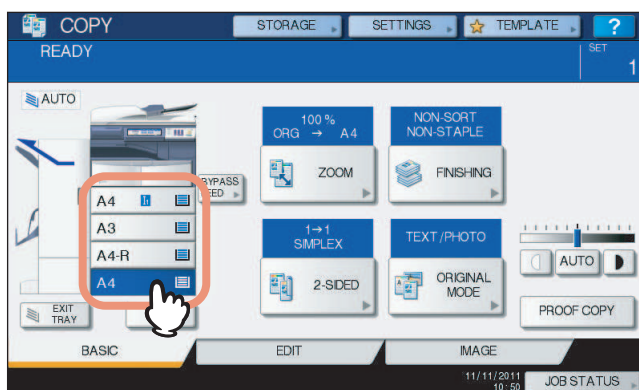 COPY
STORAGE
SETTINGS
TEMPLATE
?
READY
SET
1
AUTO
100 %
ORG → A4
NON-SORT
NON-STAPLE
ZOOM
FINISHING
BYPASS
FEED
A4
A3
A4-R
A4
1→1
SIMPLEX
TEXT/PHOTO
2-SIDED
ORIGINAL
MODE
AUTO
EXIT
TRAY
PROOF COPY
BASIC
EDIT
IMAGE
11/11/2011
10:50
JOB STATUS